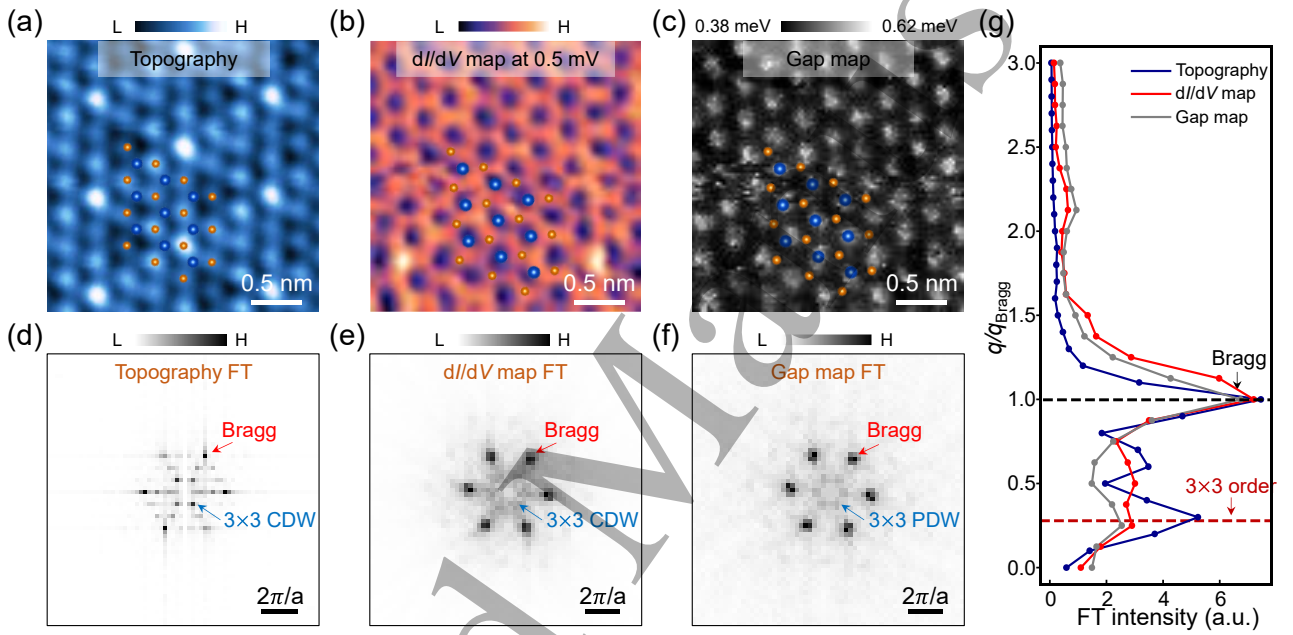 (a) L H
Topography
0.5 nm
(b) L H
dI/dV map at 0.5 mV
0.5 nm
(c) 0.38 meV 0.62 meV
Gap map
0.5 nm
(d) L H
Topography FT
Bragg
3×3 CDW
2π/a
(e) L H
dI/dV map FT
Bragg
3×3 CDW
2π/a
(f) L H
Gap map FT
Bragg
3×3 PDW
2π/a
(g)
Topography
dI/dV map
Gap map
Bragg
3×3 order
3.0
2.5
2.0
1.5
1.0
0.5
0.0
q/qBragg
0 2 4 6
FT intensity (a.u.)